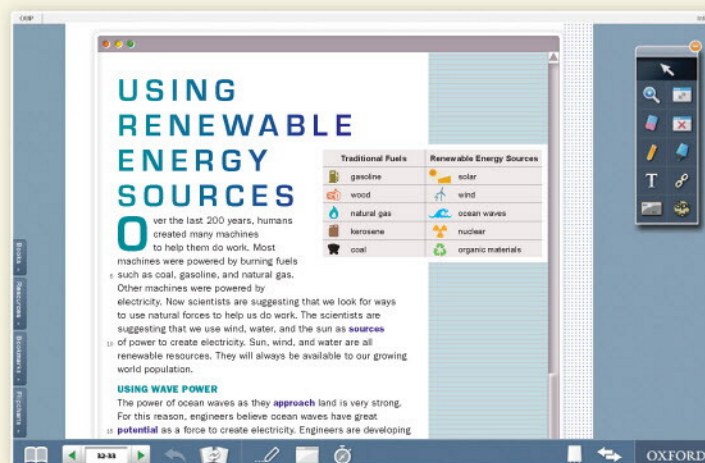 OUP
USING
RENEWABLE
ENERGY
SOURCES
Traditional Fuels Renewable Energy Sources
gasoline solar
wood wind
natural gas ocean waves
kerosene nuclear
coal organic materials
Over the last 200 years, humans
created many machines
to help them do work. Most
machines were powered by burning fuels
5 such as coal, gasoline, and natural gas.
Other machines were powered by
electricity. Now scientists are suggesting that we look for ways
to use natural forces to help us do work. The scientists are
suggesting that we use wind, water, and the sun as sources
10 of power to create electricity. Sun, wind, and water are all
renewable resources. They will always be available to our growing
world population.
USING WAVE POWER
The power of ocean waves as they approach land is very strong.
For this reason, engineers believe ocean waves have great
15 potential as a force to create electricity. Engineers are developing
Books
Resources
Bookmarks
Flipcharts
T
32-33
OXFORD